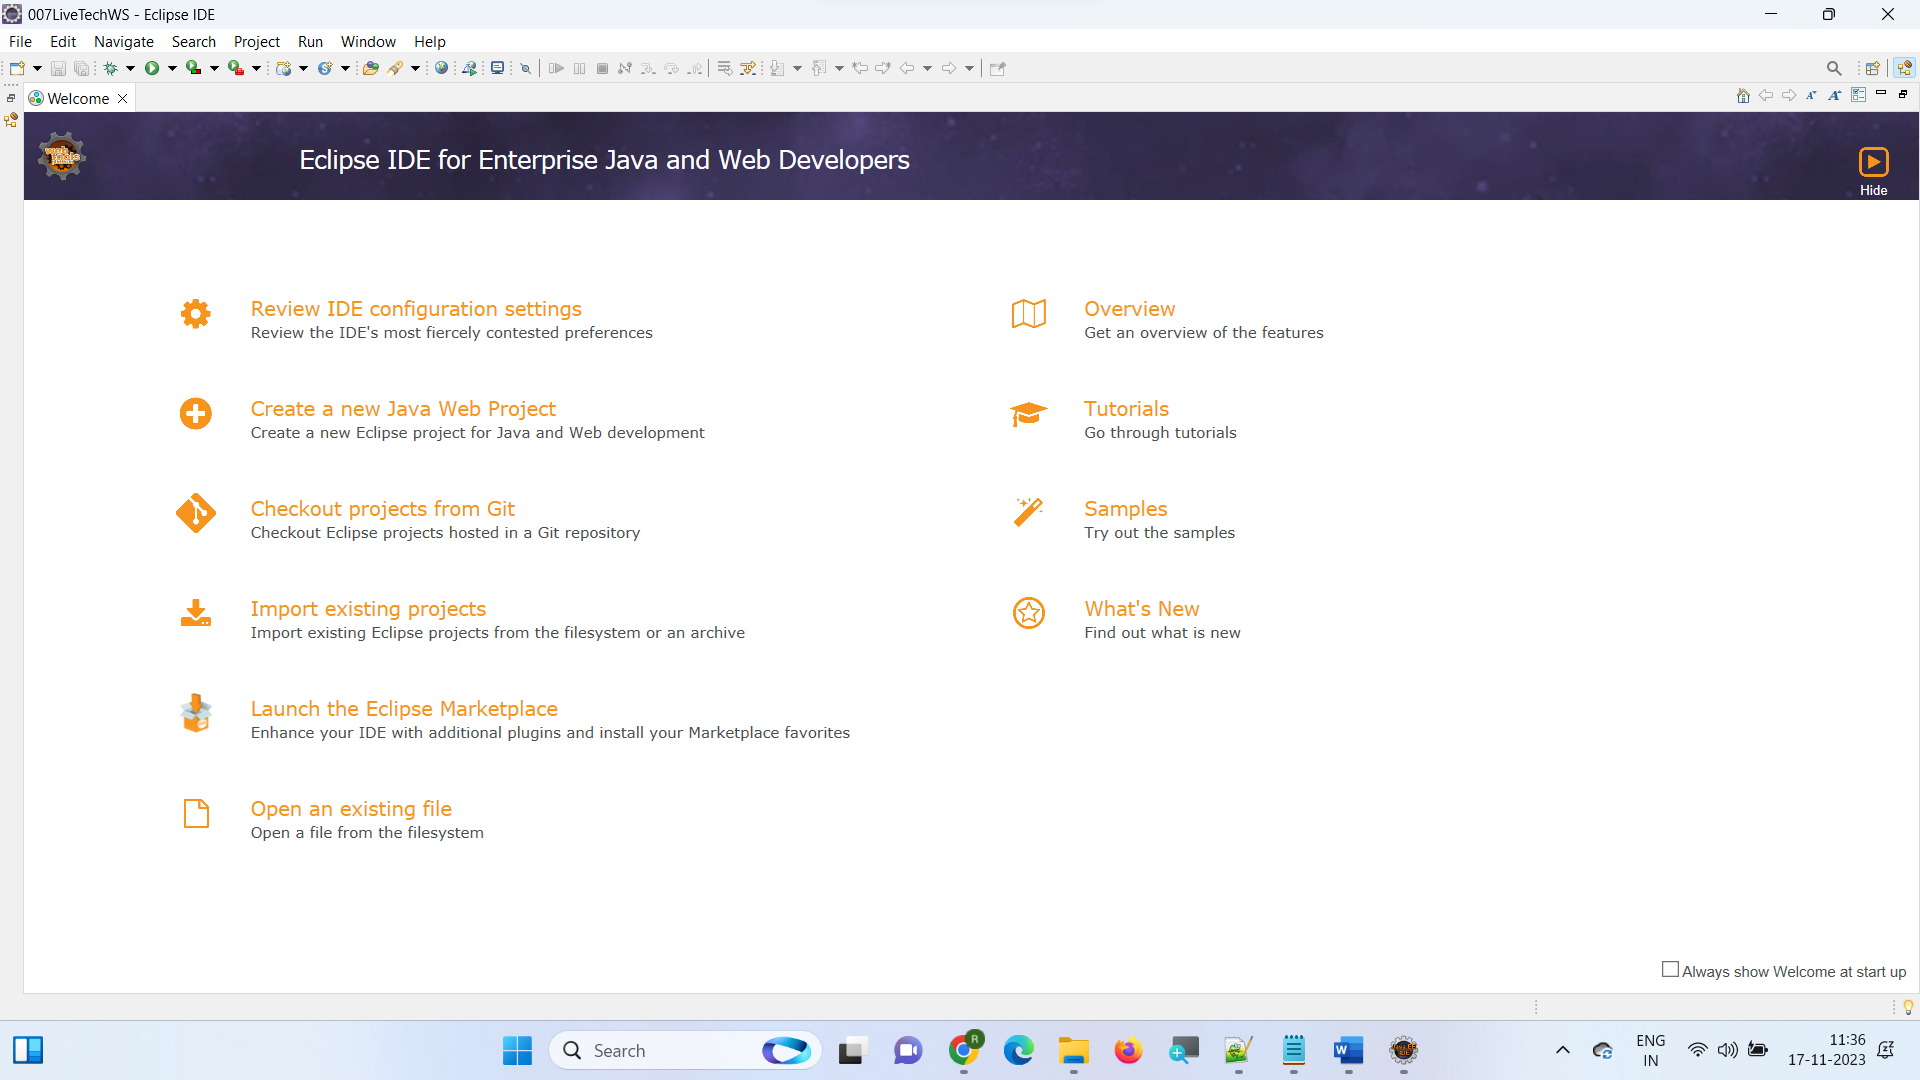 007LiveTechWS - Eclipse IDE
File Edit Navigate Search Project Run Window Help
Welcome
Eclipse IDE for Enterprise Java and Web Developers
Hide
Review IDE configuration settings
Review the IDE's most fiercely contested preferences
Create a new Java Web Project
Create a new Eclipse project for Java and Web development
Checkout projects from Git
Checkout Eclipse projects hosted in a Git repository
Import existing projects
Import existing Eclipse projects from the filesystem or an archive
Launch the Eclipse Marketplace
Enhance your IDE with additional plugins and install your Marketplace favorites
Open an existing file
Open a file from the filesystem
Overview
Get an overview of the features
Tutorials
Go through tutorials
Samples
Try out the samples
What's New
Find out what is new
Always show Welcome at start up
Search
R
ENG
IN
11:36
17-11-2023